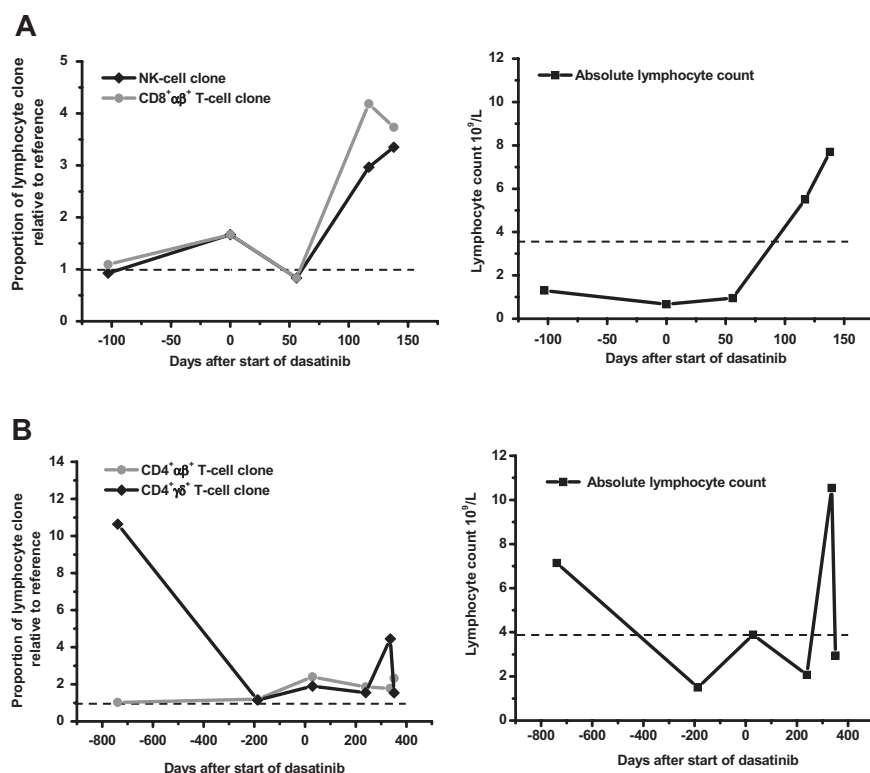 A
Proportion of lymphocyte clone
relative to reference
5
4
3
2
1
0
NK-cell clone
CD8+αβ+ T-cell clone
-100 -50 0 50 100 150
Days after start of dasatinib
Lymphocyte count 10⁹/L
12
10
8
6
4
2
0
Absolute lymphocyte count
-100 -50 0 50 100 150
Days after start of dasatinib
B
Proportion of lymphocyte clone
relative to reference
14
12
10
8
6
4
2
0
CD4+αβ+ T-cell clone
CD4+γδ+ T-cell clone
-800 -600 -400 -200 0 200 400
Days after start of dasatinib
Lymphocyte count 10⁹/L
12
10
8
6
4
2
0
Absolute lymphocyte count
-800 -600 -400 -200 0 200 400
Days after start of dasatinib